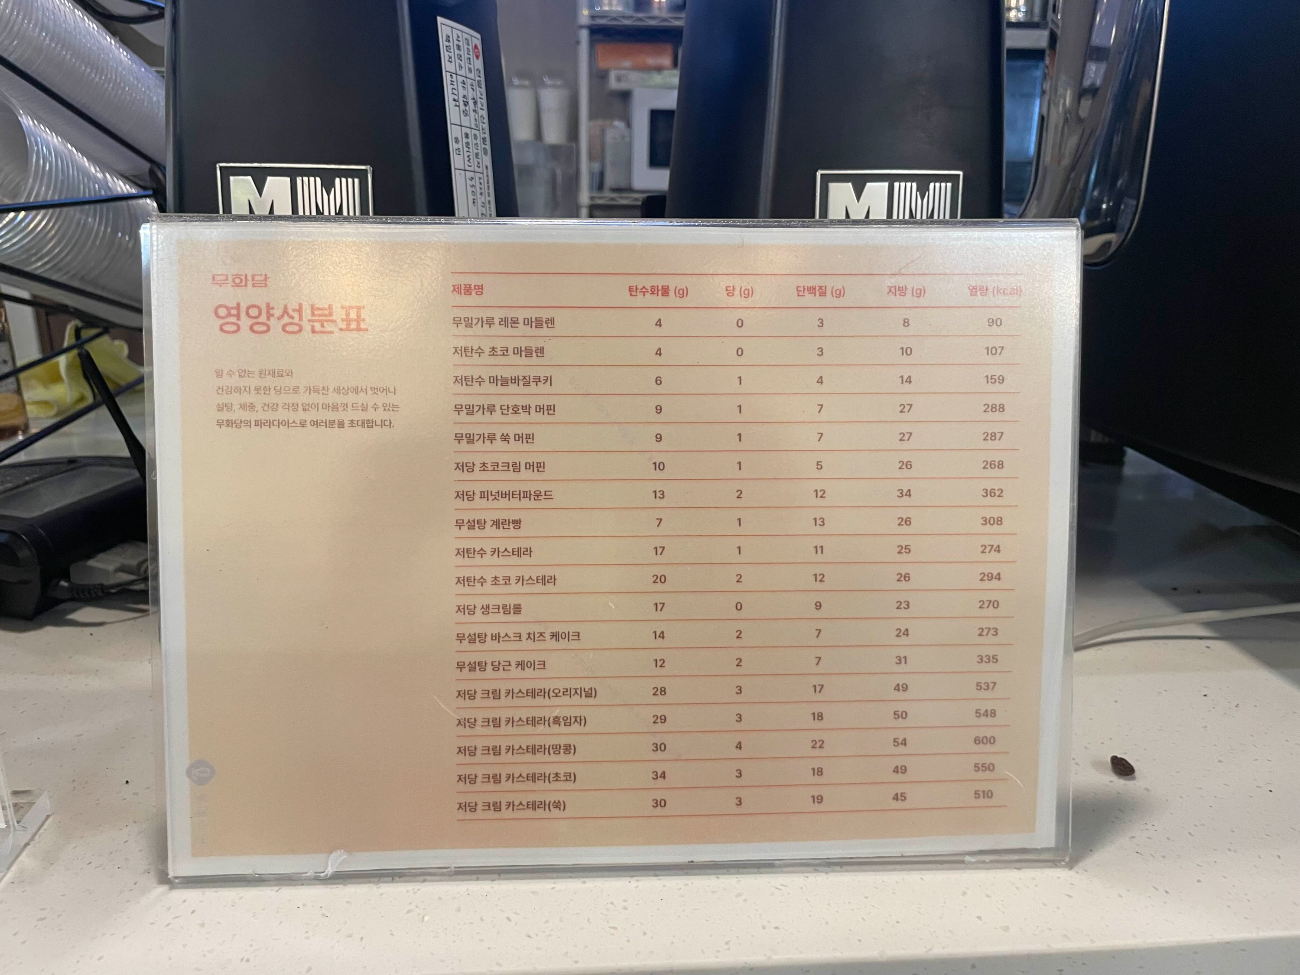 무화담
영양성분표
알 수 없는 원재료와
건강하지 못한 당으로 가득찬 세상에서 벗어나
설탕, 체중, 건강 걱정 없이 마음껏 드실 수 있는
무화당의 파라다이스로 여러분을 초대합니다.
제품명 탄수화물 (g) 당 (g) 단백질 (g) 지방 (g) 열량 (kcal)
무밀가루 레몬 마들렌 4 0 3 8 90
저탄수 초코 마들렌 4 0 3 10 107
저탄수 마늘바질쿠키 6 1 4 14 159
무밀가루 단호박 머핀 9 1 7 27 288
무밀가루 쑥 머핀 9 1 7 27 287
저당 초코크림 머핀 10 1 5 26 268
저당 피넛버터파운드 13 2 12 34 362
무설탕 계란빵 7 1 13 26 308
저탄수 카스테라 17 1 11 25 274
저탄수 초코 카스테라 20 2 12 26 294
저당 생크림롤 17 0 9 23 270
무설탕 바스크 치즈 케이크 14 2 7 24 273
무설탕 당근 케이크 12 2 7 31 335
저당 크림 카스테라(오리지널) 28 3 17 49 537
저당 크림 카스테라(흑임자) 29 3 18 50 548
저당 크림 카스테라(땅콩) 30 4 22 54 600
저당 크림 카스테라(초코) 34 3 18 49 550
저당 크림 카스테라(쑥) 30 3 19 45 510